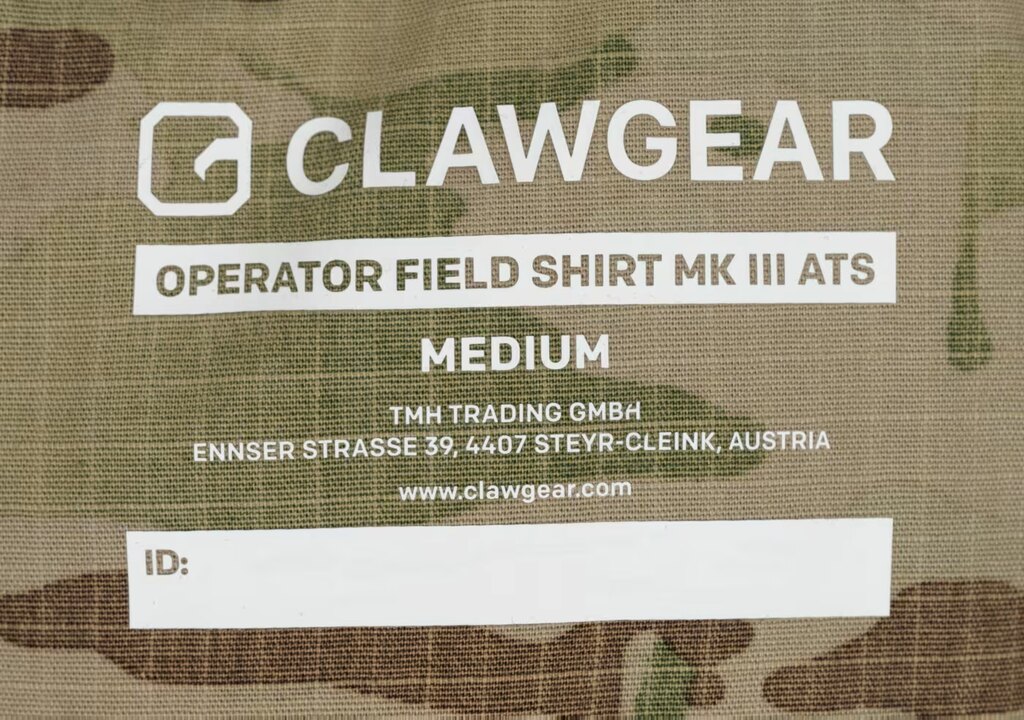 CLAWGEAR
OPERATOR FIELD SHIRT MK III ATS
MEDIUM
TMH TRADING GMBH
ENNSER STRASSE 39, 4407 STEYR-CLEINK, AUSTRIA
www.clawgear.com
ID: